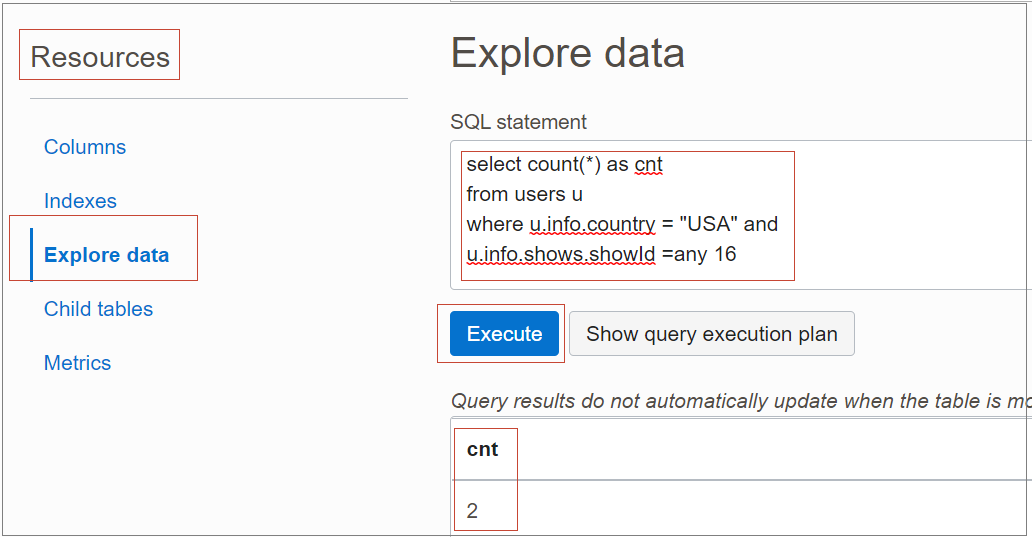 Resources
Columns
Indexes
Explore data
Child tables
Metrics
Explore data
SQL statement
select count(*) as cnt
from users u
where u.info.country = "USA" and
u.info.shows.showId =any 16
Execute
Show query execution plan
Query results do not automatically update when the table is mo
cnt
2